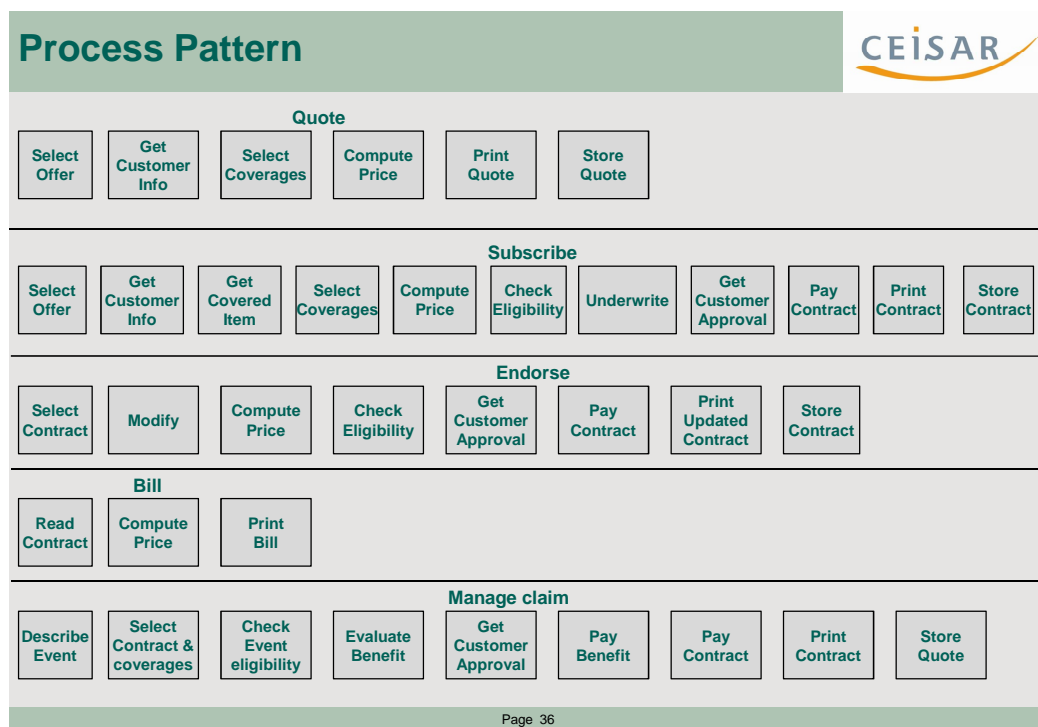 Process Pattern
CEISAR
Quote
Select
Offer
Get
Customer
Info
Select
Coverages
Compute
Price
Print
Quote
Store
Quote
Subscribe
Select
Offer
Get
Customer
Info
Get
Covered
Item
Select
Coverages
Compute
Price
Check
Eligibility
Underwrite
Get
Customer
Approval
Pay
Contract
Print
Contract
Store
Contract
Endorse
Select
Contract
Modify
Compute
Price
Check
Eligibility
Get
Customer
Approval
Pay
Contract
Print
Updated
Contract
Store
Contract
Bill
Read
Contract
Compute
Price
Print
Bill
Manage claim
Describe
Event
Select
Contract &
coverages
Check
Event
eligibility
Evaluate
Benefit
Get
Customer
Approval
Pay
Benefit
Pay
Contract
Print
Contract
Store
Quote
Page 36